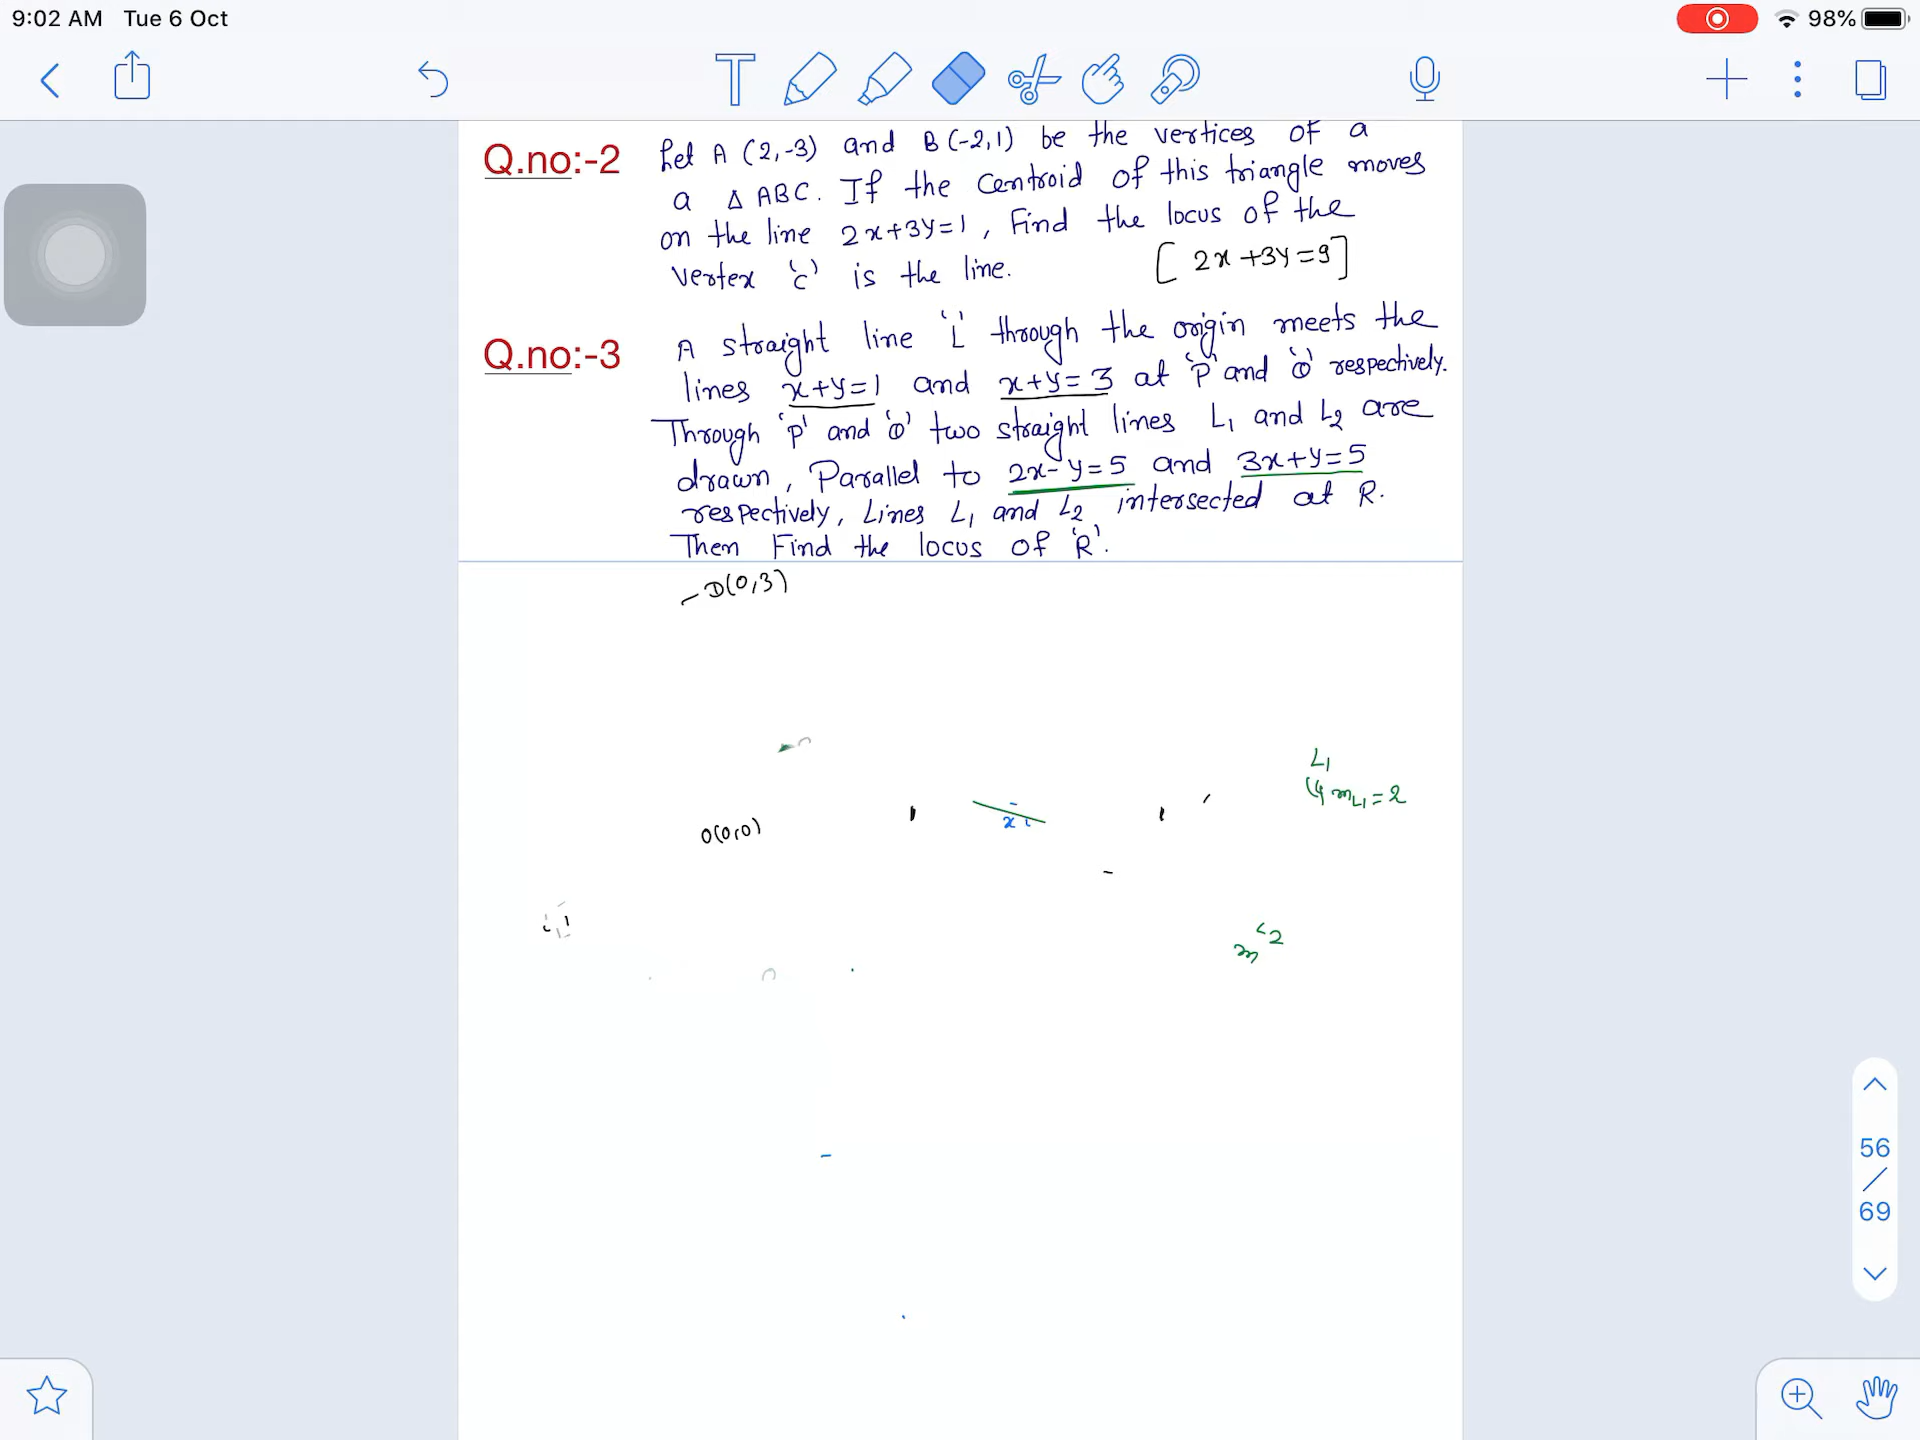 9:02 AM Tue 6 Oct
98%
Q.no:-2 Let A (2,-3) and B (-2,1) be the vertices of a
a Δ ABC. If the Centroid of this triangle moves
on the line 2x+3y=1, Find the locus of the
Vertex 'C' is the line. [2x+3y=9]
Q.no:-3 A straight line 'L' through the origin meets the
lines x+y=1 and x+y=3 at 'P' and 'Q' respectively.
Through 'P' and 'Q' two straight lines L1 and L2 are
drawn, Parallel to 2x-y=5 and 3x+y=5
respectively, Lines L1 and L2 intersected at R.
Then Find the locus of 'R'.
D(0,3)
L1
mL1=2
O(0,0)
x
m 2
56
/
69